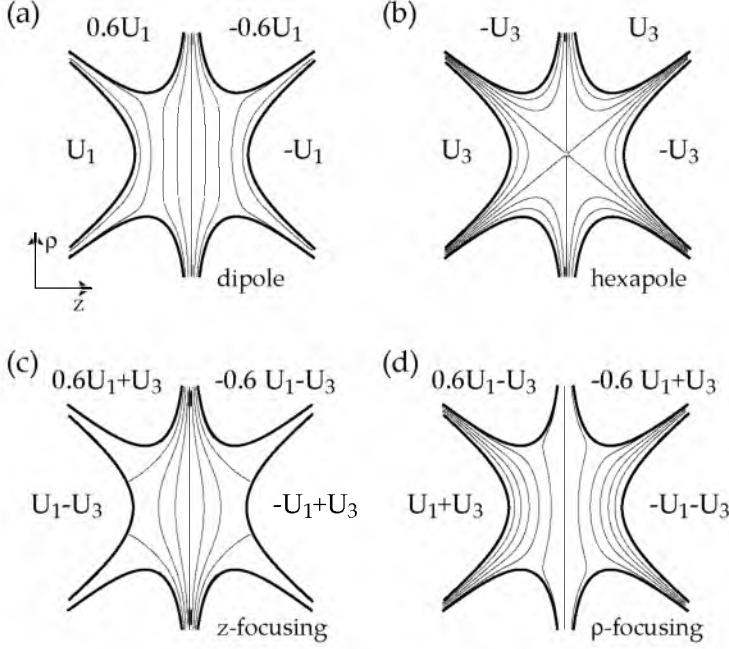 (a) 0.6U₁ -0.6U₁
U₁ -U₁
ρ
z
dipole
(b) -U₃ U₃
U₃ -U₃
hexapole
(c) 0.6U₁+U₃ -0.6 U₁-U₃
U₁-U₃ -U₁+U₃
z-focusing
(d) 0.6U₁-U₃ -0.6 U₁+U₃
U₁+U₃ -U₁-U₃
ρ-focusing